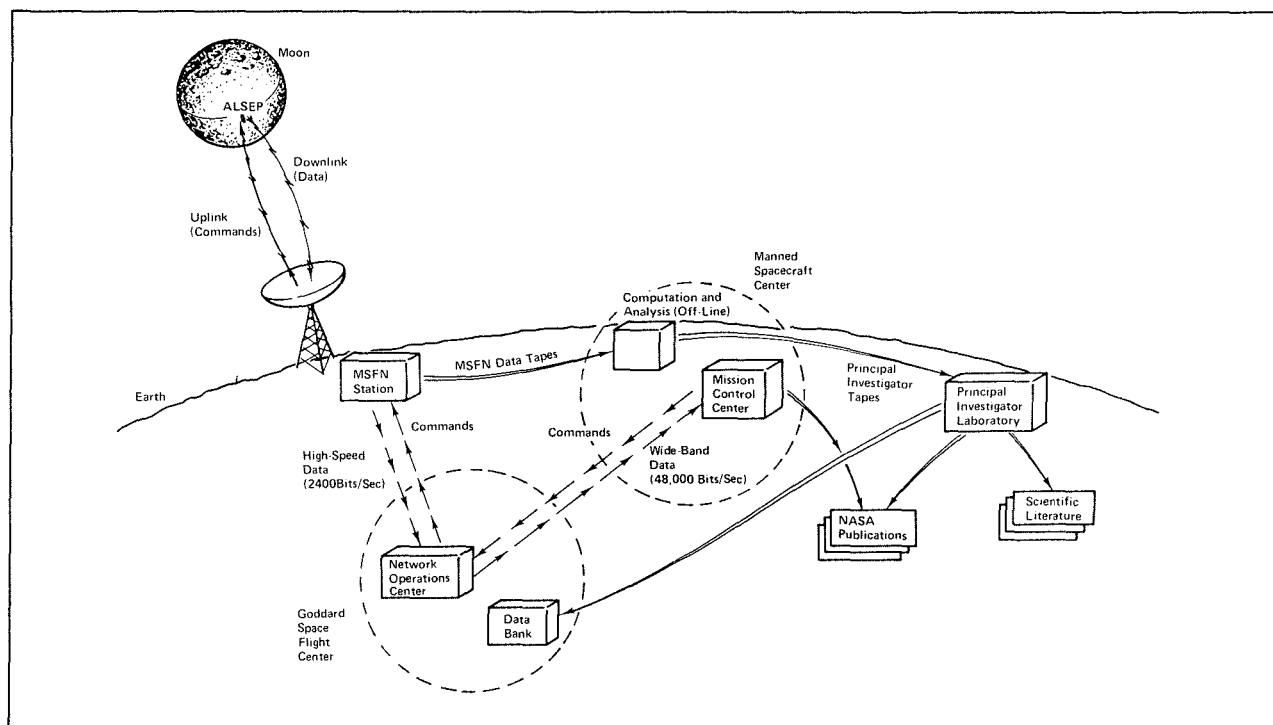 Moon
ALSEP
Downlink
(Data)
Uplink
(Commands)
Manned
Spacecraft
Center
Computation and
Analysis (Off-Line)
MSFN Data Tapes
MSFN
Station
Earth
Mission
Control
Center
Principal
Investigator
Tapes
Principal
Investigator
Laboratory
Commands
Commands
High-Speed
Data
(2400Bits/Sec)
Wide-Band
Data
(48,000 Bits/Sec)
NASA
Publications
Scientific
Literature
Network
Operations
Center
Goddard
Space
Flight
Center
Data
Bank